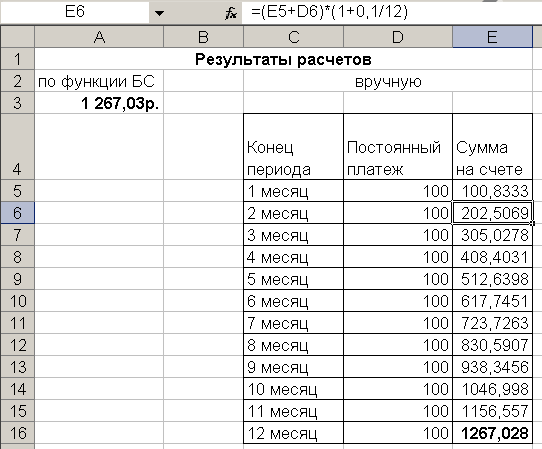 E6 fx =(E5+D6)*(1+0,1/12)
A B C D E
1 Результаты расчетов
2 по функции БС вручную
3 1 267,03р.
4 Конец периода Постоянный платеж Сумма на счете
5 1 месяц 100 100,8333
6 2 месяц 100 202,5069
7 3 месяц 100 305,0278
8 4 месяц 100 408,4031
9 5 месяц 100 512,6398
10 6 месяц 100 617,7451
11 7 месяц 100 723,7263
12 8 месяц 100 830,5907
13 9 месяц 100 938,3456
14 10 месяц 100 1046,998
15 11 месяц 100 1156,557
16 12 месяц 100 1267,028